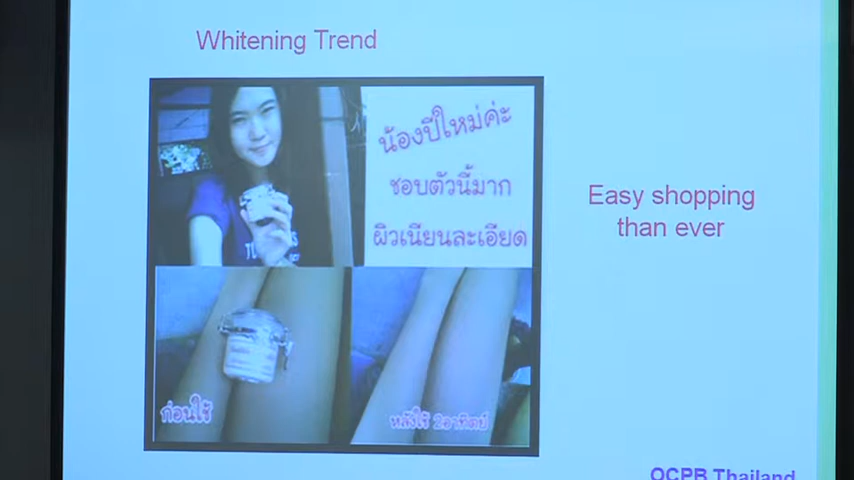 Whitening Trend
น้องปีใหม่ค่ะ
ชอบตัวนี้มาก
ผิวเนียนละเอียด
ก่อนใช้
หลังใช้ 2อาทิตย์
Easy shopping
than ever
OCPB Thailand